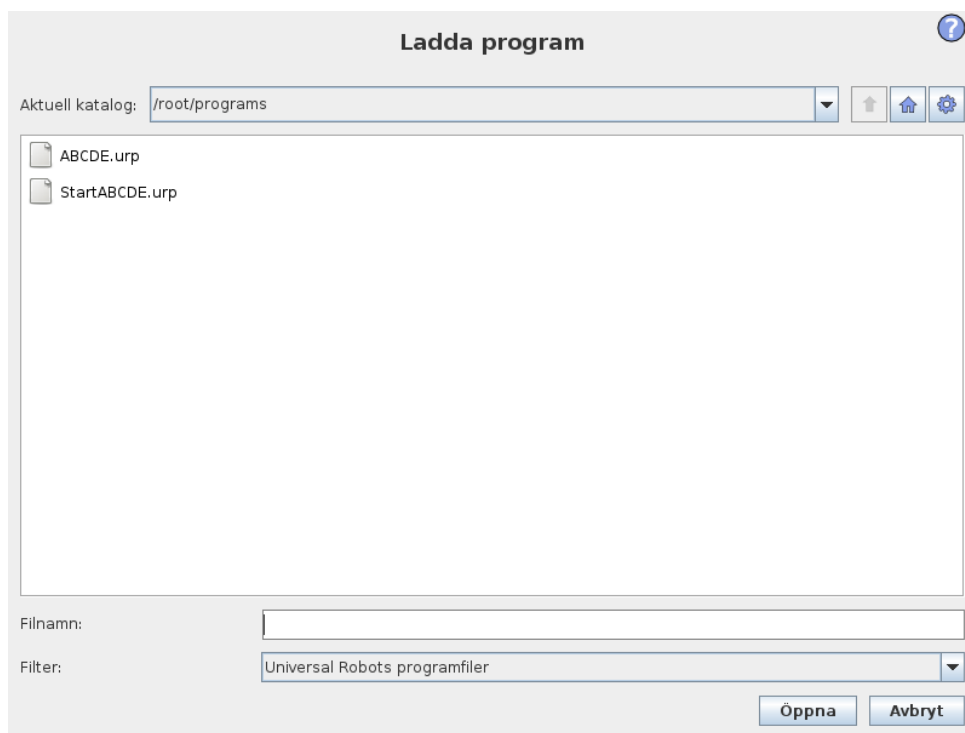 Ladda program
?
Aktuell katalog: /root/programs
ABCDE.urp
StartABCDE.urp
Filnamn:
Filter: Universal Robots programfiler
Öppna Avbryt